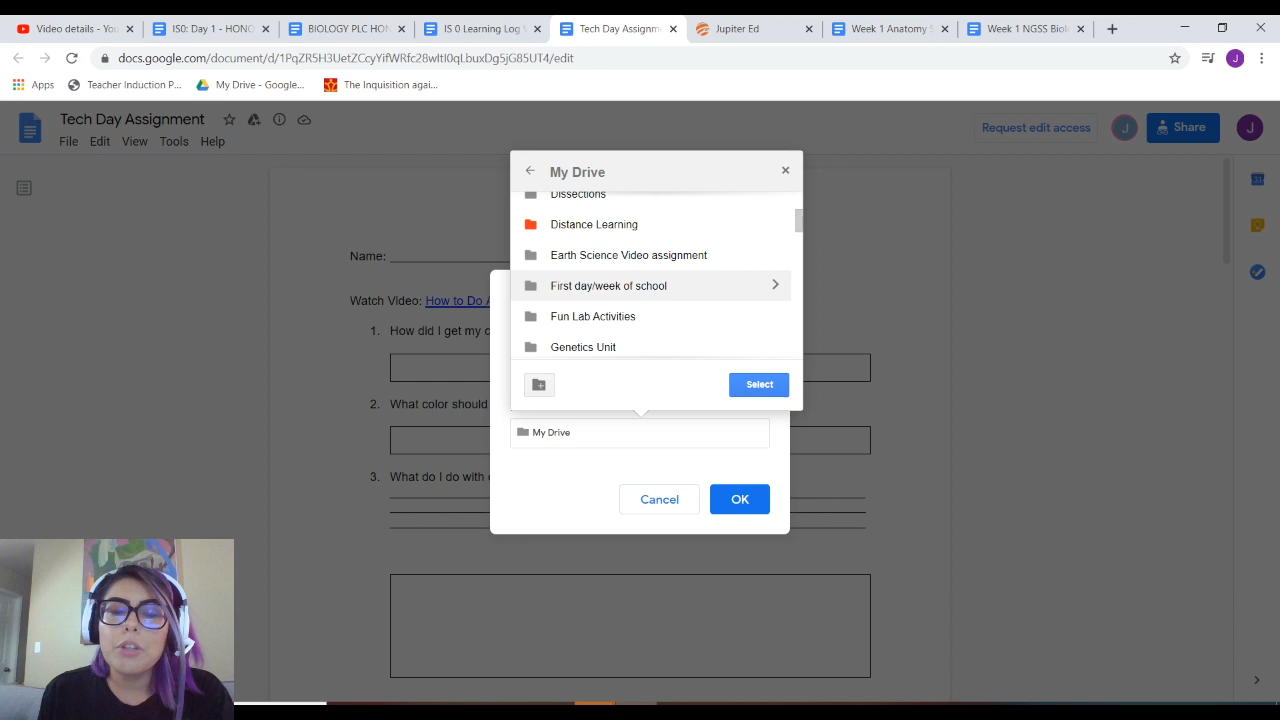 Video details - You
IS0: Day 1 - HONO
BIOLOGY PLC HON
IS 0 Learning Log
Tech Day Assignm
Jupiter Ed
Week 1 Anatomy S
Week 1 NGSS Biol
docs.google.com/document/d/1PqZR5H3UetZCcyYifWRfc28wItI0qLbuxDg5jG85UT4/edit
J
Apps
Teacher Induction P...
My Drive - Google...
The Inquisition agai...
Tech Day Assignment
File Edit View Tools Help
Request edit access
J
Share
J
My Drive
Dissections
Distance Learning
Earth Science Video assignment
First day/week of school
Fun Lab Activities
Genetics Unit
Select
My Drive
Cancel
OK
Name:
Watch Video: How to Do
1. How did I get my
2. What color should
3. What do I do with
31